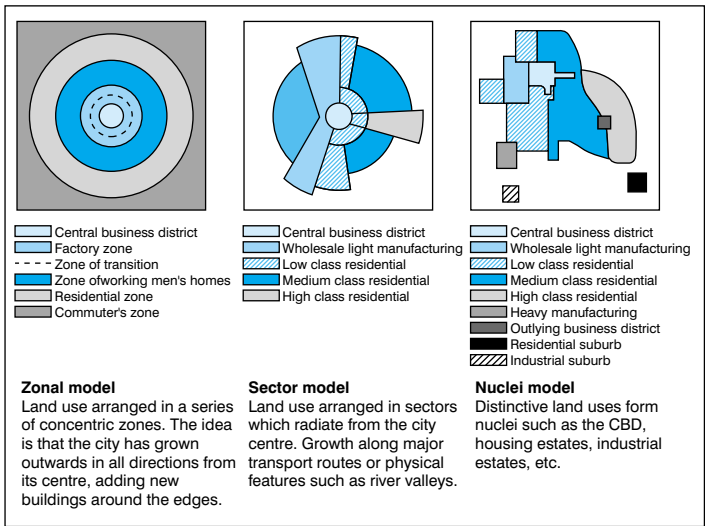 Central business district
Factory zone
Zone of transition
Zone ofworking men's homes
Residential zone
Commuter's zone
Central business district
Wholesale light manufacturing
Low class residential
Medium class residential
High class residential
Central business district
Wholesale light manufacturing
Low class residential
Medium class residential
High class residential
Heavy manufacturing
Outlying business district
Residential suburb
Industrial suburb
Zonal model
Land use arranged in a series
of concentric zones. The idea
is that the city has grown
outwards in all directions from
its centre, adding new
buildings around the edges.
Sector model
Land use arranged in sectors
which radiate from the city
centre. Growth along major
transport routes or physical
features such as river valleys.
Nuclei model
Distinctive land uses form
nuclei such as the CBD,
housing estates, industrial
estates, etc.